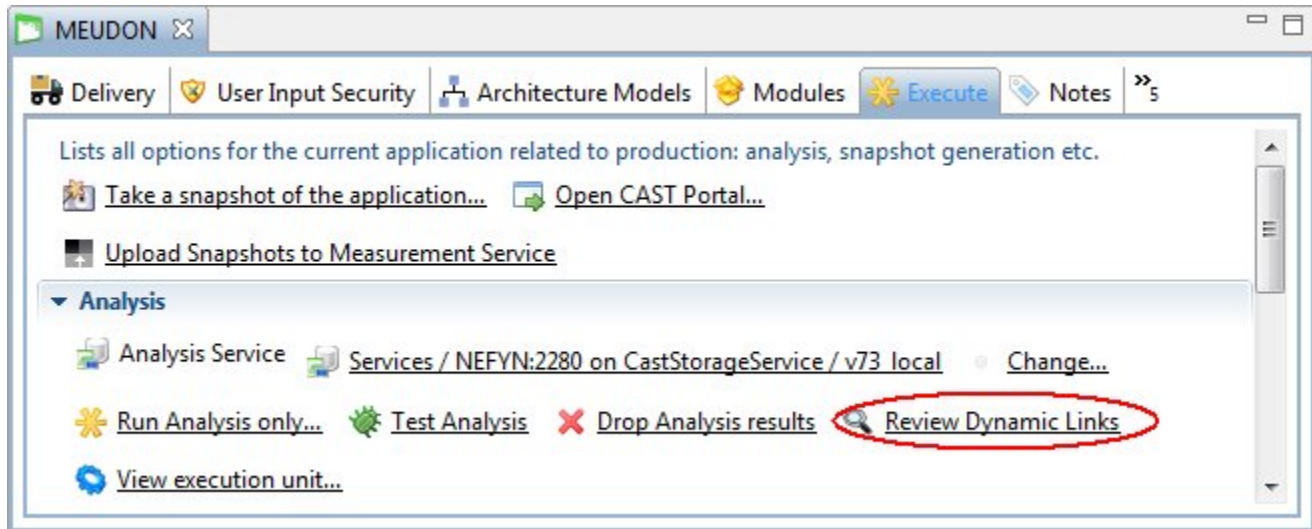 MEUDON
Delivery User Input Security Architecture Models Modules Execute Notes »5
Lists all options for the current application related to production: analysis, snapshot generation etc.
Take a snapshot of the application... Open CAST Portal...
Upload Snapshots to Measurement Service
Analysis
Analysis Service Services / NEFYN:2280 on CastStorageService / v73_local Change...
Run Analysis only... Test Analysis Drop Analysis results Review Dynamic Links
View execution unit...